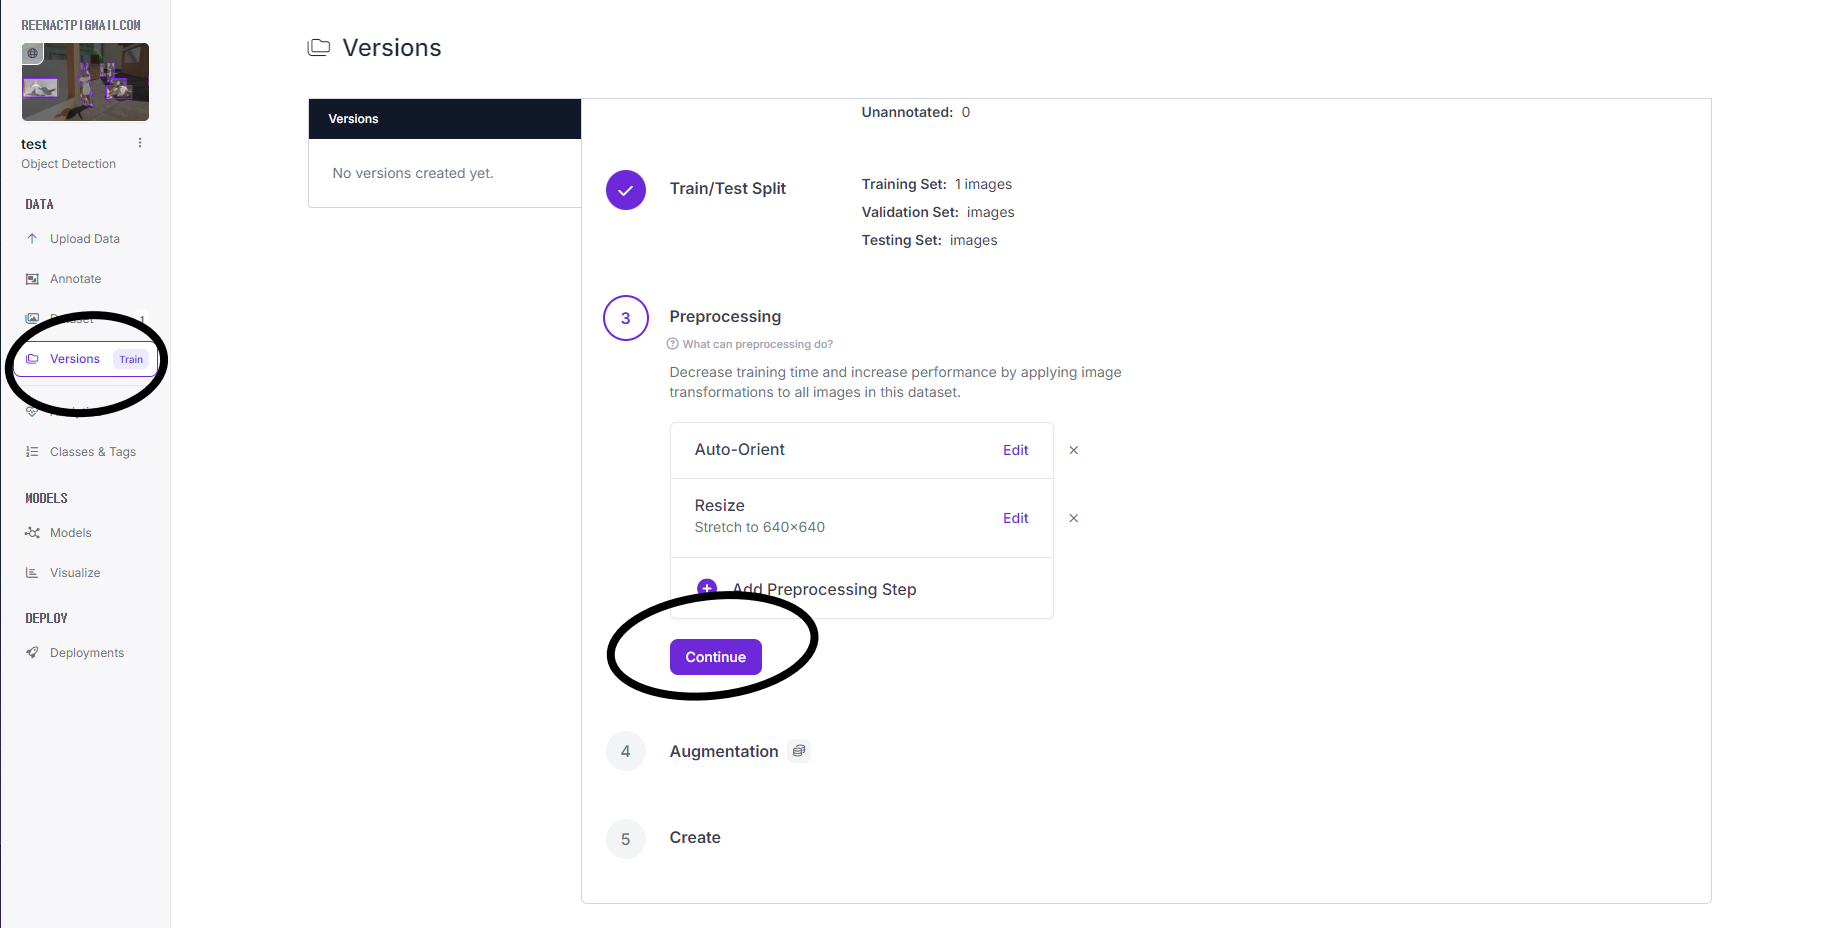 REENACTPIGMAILCOM
test
Object Detection
DATA
Upload Data
Annotate
Dataset 1
Versions Train
Analytics
Classes & Tags
MODELS
Models
Visualize
DEPLOY
Deployments
Versions
Versions
No versions created yet.
Unannotated: 0
Train/Test Split
Training Set: 1 images
Validation Set: images
Testing Set: images
3 Preprocessing
What can preprocessing do?
Decrease training time and increase performance by applying image
transformations to all images in this dataset.
Auto-Orient Edit ×
Resize
Stretch to 640×640
Edit ×
Add Preprocessing Step
Continue
4 Augmentation
5 Create